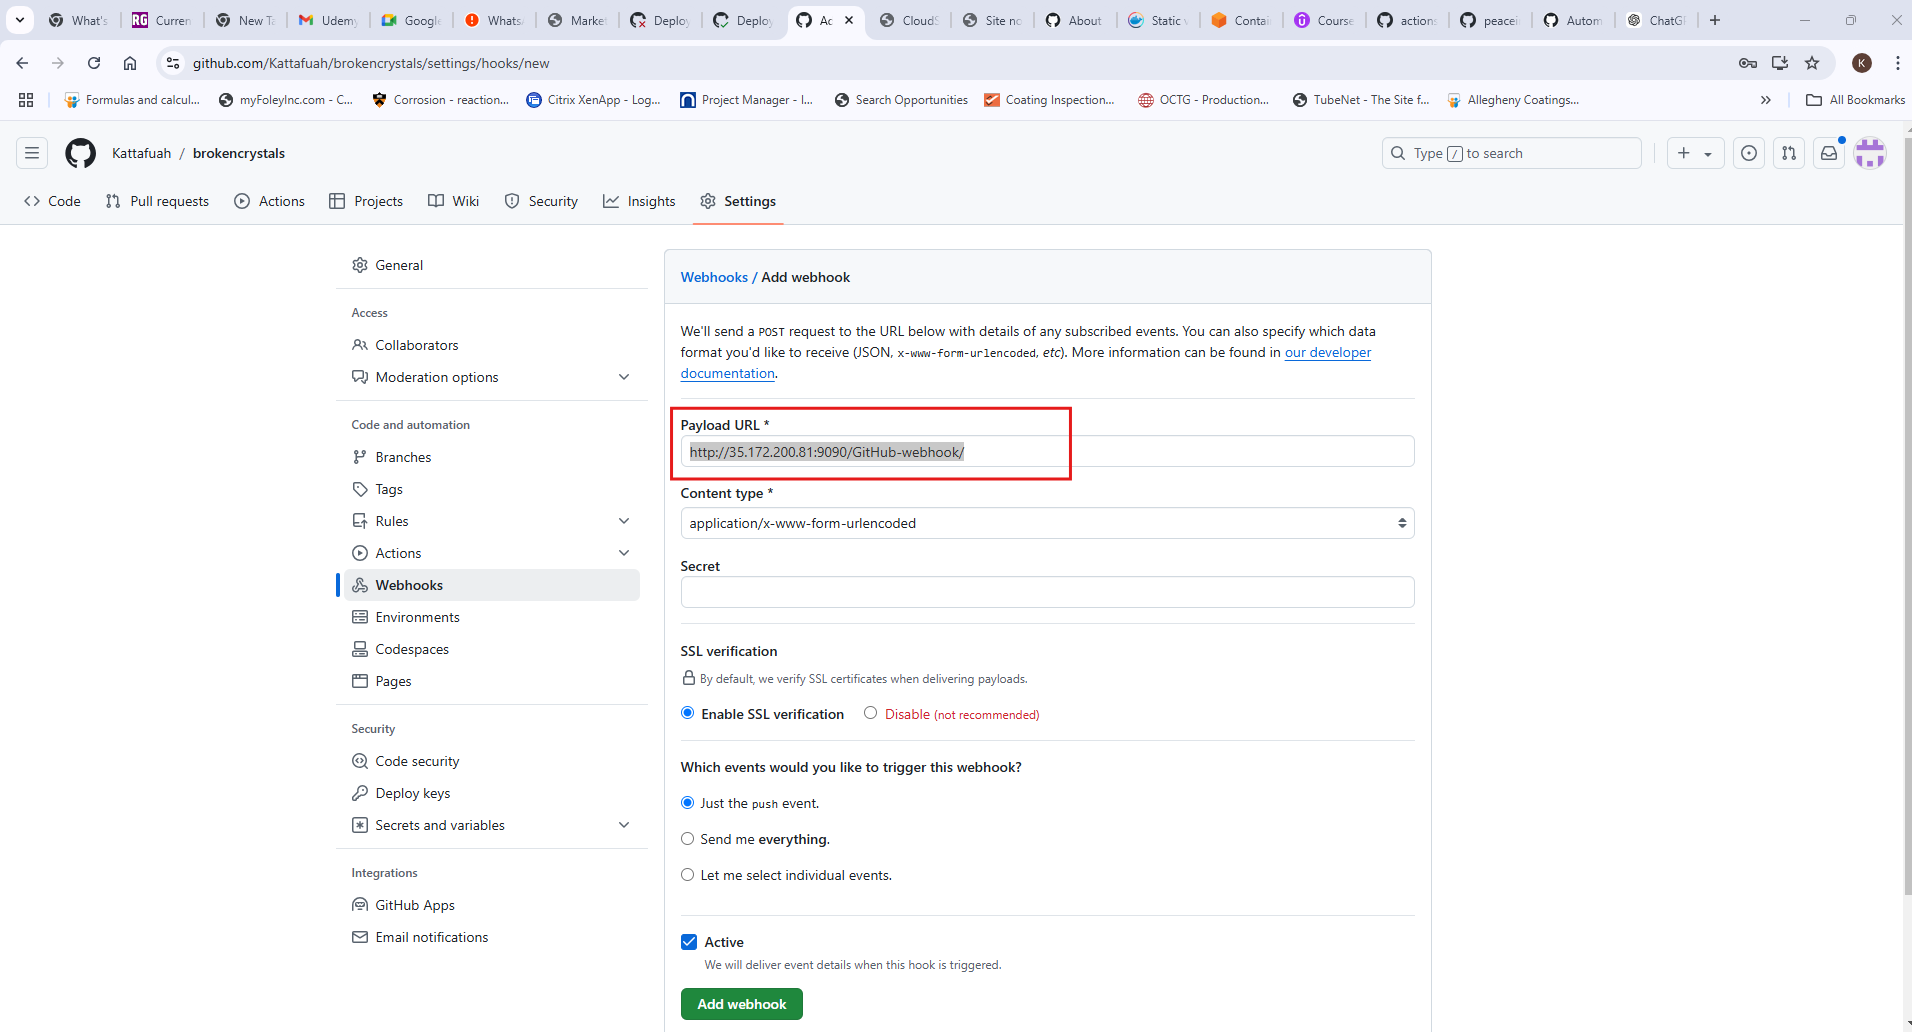 What's
Curren
New Ta
Udemy
Google
WhatsA
Market
Deploy
Deploy
Ac
CloudS
Site no
About
Static v
Contai
Course
actions
peacei
Autom
ChatGP
github.com/Kattafuah/brokencrystals/settings/hooks/new
K
Formulas and calcul...
myFoleyInc.com - C...
Corrosion - reaction...
Citrix XenApp - Log...
Project Manager - I...
Search Opportunities
Coating Inspection...
OCTG - Production...
TubeNet - The Site f...
Allegheny Coatings...
All Bookmarks
Kattafuah / brokencrystals
Type / to search
Code
Pull requests
Actions
Projects
Wiki
Security
Insights
Settings
General
Access
Collaborators
Moderation options
Code and automation
Branches
Tags
Rules
Actions
Webhooks
Environments
Codespaces
Pages
Security
Code security
Deploy keys
Secrets and variables
Integrations
GitHub Apps
Email notifications
Webhooks / Add webhook
We'll send a POST request to the URL below with details of any subscribed events. You can also specify which data
format you'd like to receive (JSON, x-www-form-urlencoded, etc). More information can be found in our developer
documentation.
Payload URL *
http://35.172.200.81:9090/GitHub-webhook/
Content type *
application/x-www-form-urlencoded
Secret
SSL verification
By default, we verify SSL certificates when delivering payloads.
Enable SSL verification
Disable (not recommended)
Which events would you like to trigger this webhook?
Just the push event.
Send me everything.
Let me select individual events.
Active
We will deliver event details when this hook is triggered.
Add webhook